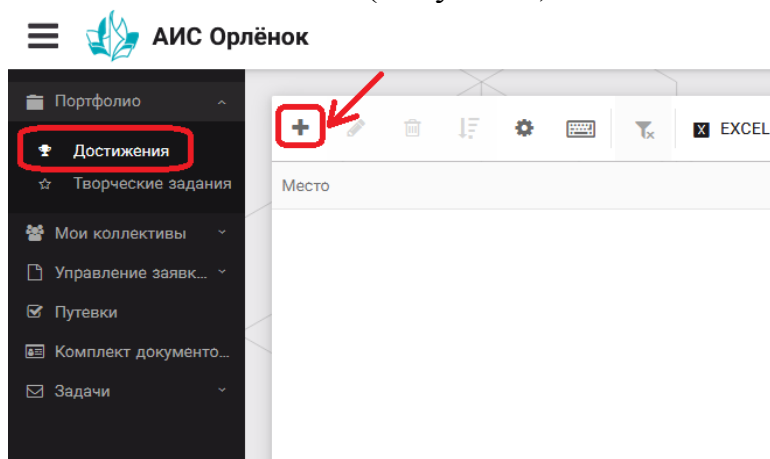 АИС Орлёнок
Портфолио
Достижения
Творческие задания
Мои коллективы
Управление заявк...
Путевки
Комплект документо...
Задачи
X EXCEL
Место